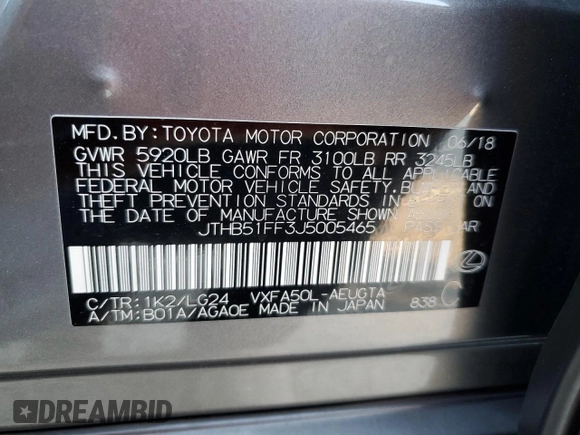 MFD. BY: TOYOTA MOTOR CORPORATION 06/18
GVWR 5920LB GAWR FR 3100LB RR 3245LB
THIS VEHICLE CONFORMS TO ALL APPLICABLE
FEDERAL MOTOR VEHICLE SAFETY, AND
THEFT PREVENTION STANDARDS IN EFFECT ON
THE DATE OF MANUFACTURE SHOWN ABOVE.
JTHB51FF3J5005465 PASS. CAR
C/TR: 1K2/LG24 VXFA50L-AEUGTA
A/TM: B01A/AGA0E MADE IN JAPAN 838 C
DREAMBID